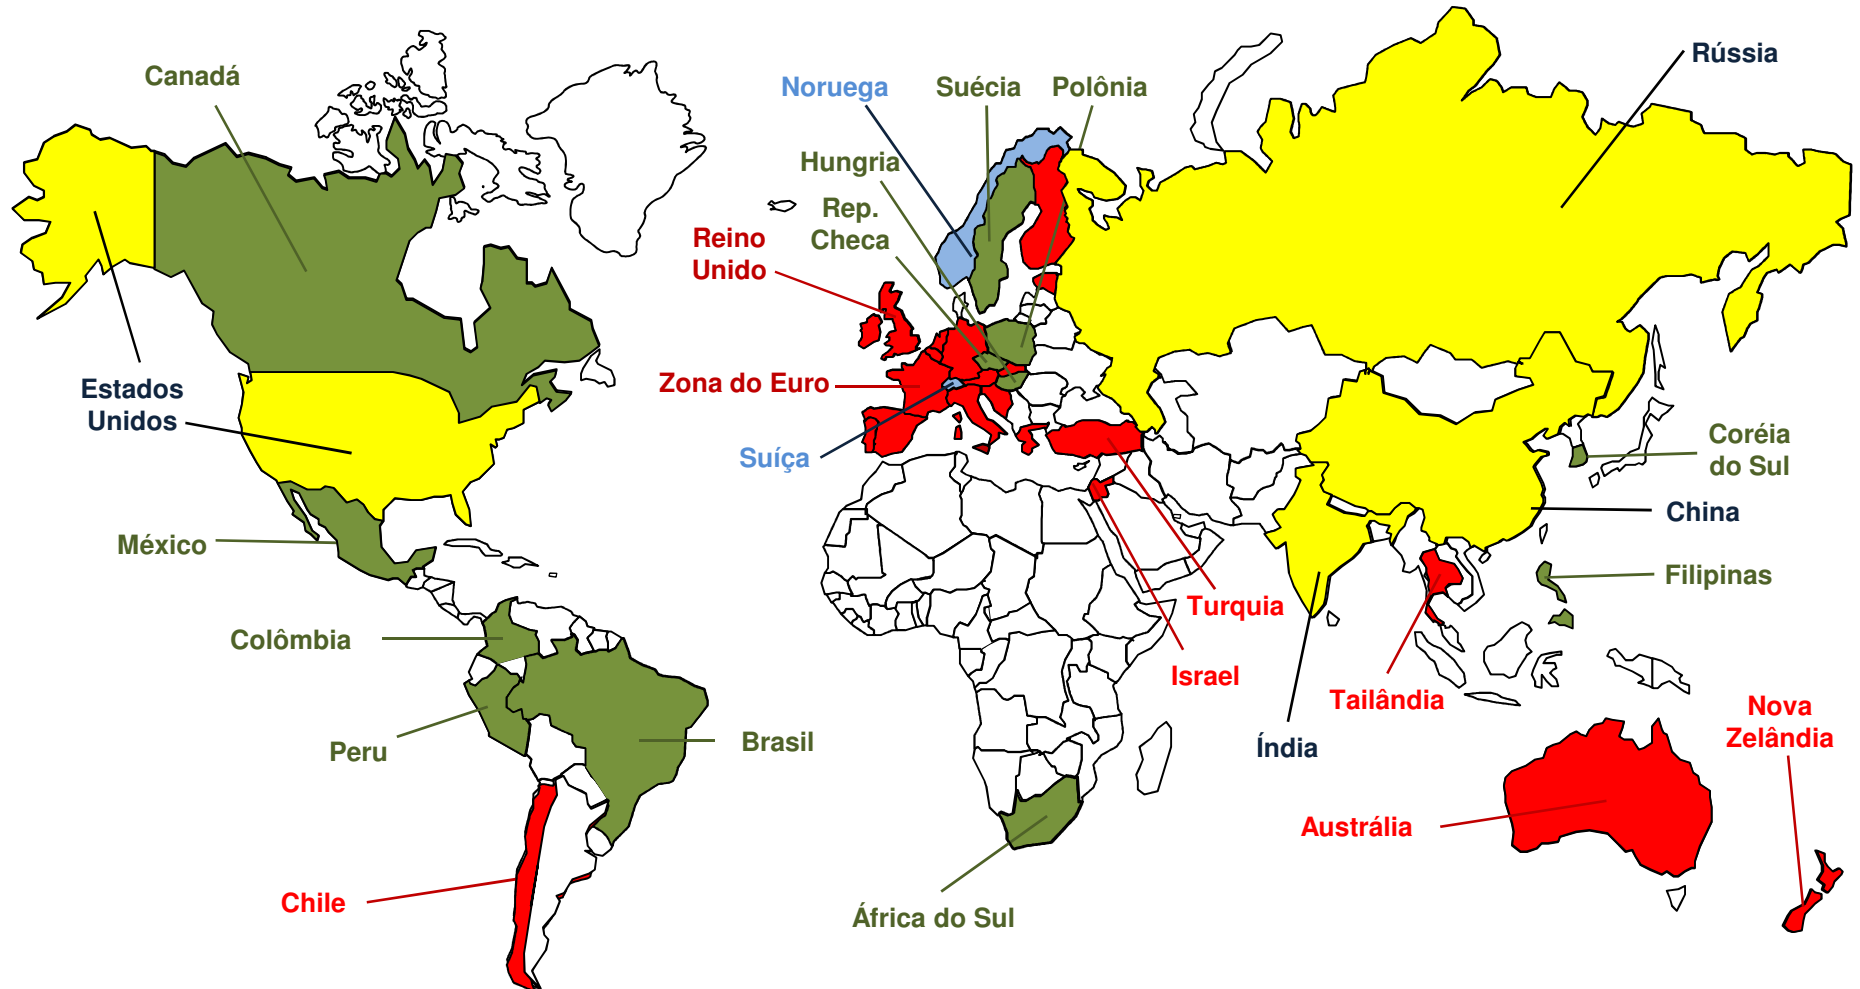 Rússia
Canadá
Noruega
Suécia
Polônia
Hungria
Rep.
Checa
Reino
Unido
Zona do Euro
Estados
Unidos
Suíça
Coréia
do Sul
China
México
Filipinas
Turquia
Colômbia
Israel
Tailândia
Nova
Zelândia
Peru
Brasil
Índia
Austrália
Chile
África do Sul